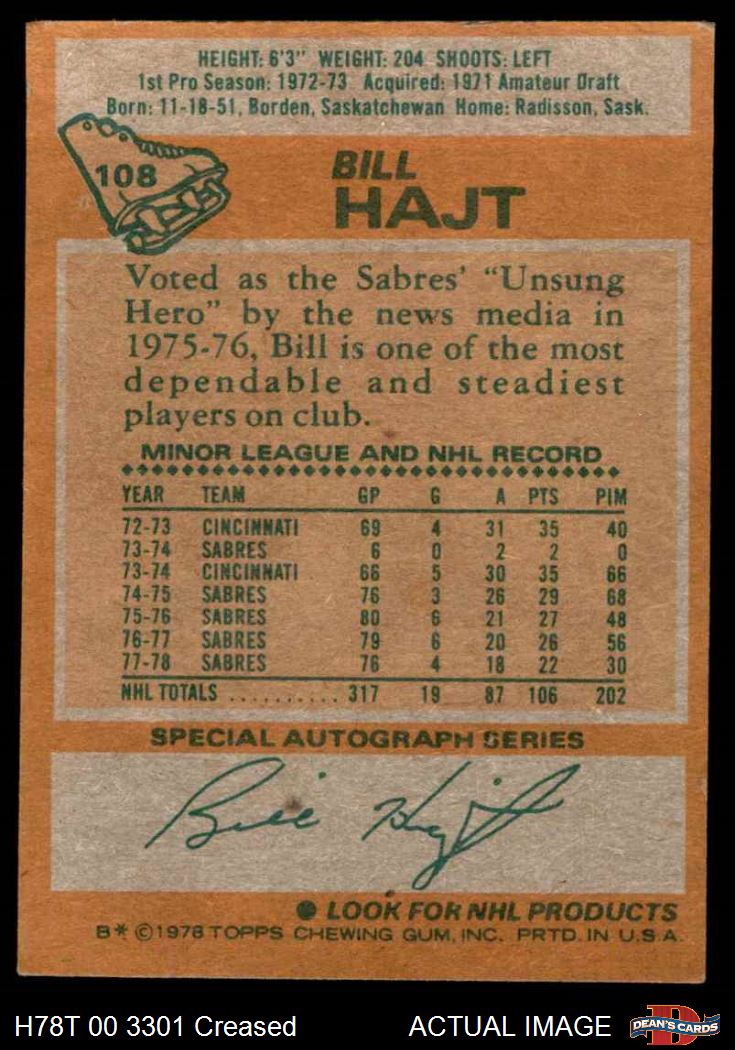 HEIGHT: 6'3" WEIGHT: 204 SHOOTS: LEFT
1st Pro Season: 1972-73 Acquired: 1971 Amateur Draft
Born: 11-18-51, Borden, Saskatchewan Home: Radisson, Sask.
108
BILL
HAJT
Voted as the Sabres' "Unsung
Hero" by the news media in
1975-76, Bill is one of the most
dependable and steadiest
players on club.
MINOR LEAGUE AND NHL RECORD
YEAR TEAM GP G A PTS PIM
72-73 CINCINNATI 69 4 31 35 40
73-74 SABRES 6 0 2 2 0
73-74 CINCINNATI 66 5 30 35 66
74-75 SABRES 76 3 26 29 68
75-76 SABRES 80 6 21 27 48
76-77 SABRES 79 6 20 26 56
77-78 SABRES 76 4 18 22 30
NHL TOTALS .......... 317 19 87 106 202
SPECIAL AUTOGRAPH SERIES
Bill Hajt
● LOOK FOR NHL PRODUCTS
B* ©1978 TOPPS CHEWING GUM, INC. PRTD. IN U.S.A.
H78T 00 3301 Creased ACTUAL IMAGE
DEAN'S CARDS